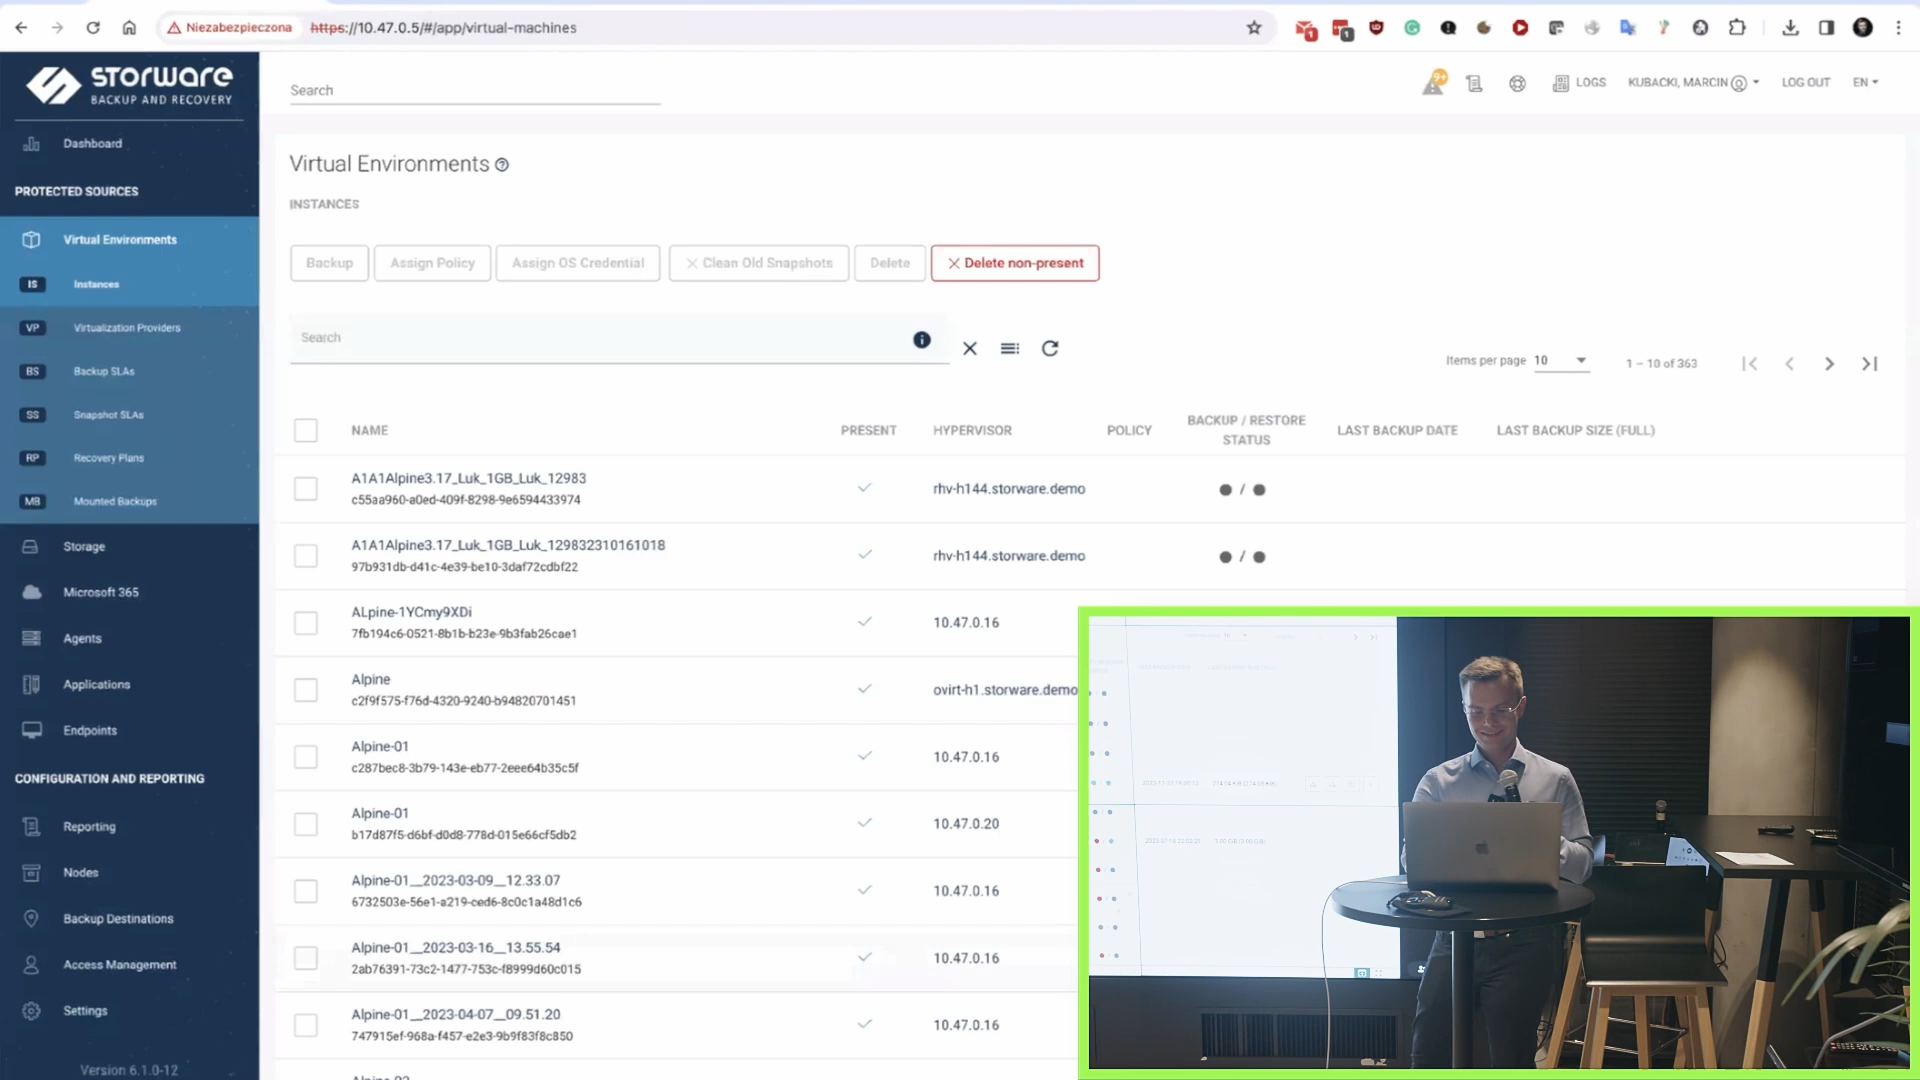 Niezabezpieczona
https://10.47.0.5/#/app/virtual-machines
1
1
storware
BACKUP AND RECOVERY
Search
9+
LOGS
KUBACKI, MARCIN
LOG OUT
EN
Dashboard
PROTECTED SOURCES
Virtual Environments
IS Instances
VP Virtualization Providers
BS Backup SLAs
SS Snapshot SLAs
RP Recovery Plans
MB Mounted Backups
Storage
Microsoft 365
Agents
Applications
Endpoints
CONFIGURATION AND REPORTING
Reporting
Nodes
Backup Destinations
Access Management
Settings
Version 6.1.0-12
Virtual Environments
INSTANCES
Backup
Assign Policy
Assign OS Credential
Clean Old Snapshots
Delete
Delete non-present
Search
Items per page 10
1 – 10 of 363
NAME PRESENT HYPERVISOR POLICY BACKUP / RESTORE STATUS LAST BACKUP DATE LAST BACKUP SIZE (FULL)
A1A1Alpine3.17_Luk_1GB_Luk_12983
c55aa960-a0ed-409f-8298-9e6594433974
rhv-h144.storware.demo
/
A1A1Alpine3.17_Luk_1GB_Luk_129832310161018
97b931db-d41c-4e39-be10-3daf72cdbf22
rhv-h144.storware.demo
/
ALpine-1YCmy9XDi
7fb194c6-0521-8b1b-b23e-9b3fab26cae1
10.47.0.16
Alpine
c2f9f575-f76d-4320-9240-b94820701451
ovirt-h1.storware.demo
Alpine-01
c287bec8-3b79-143e-eb77-2eee64b35c5f
10.47.0.16
Alpine-01
b17d87f5-d6bf-d0d8-778d-015e66cf5db2
10.47.0.20
Alpine-01__2023-03-09__12.33.07
6732503e-56e1-a219-ced6-8c0c1a48d1c6
10.47.0.16
Alpine-01__2023-03-16__13.55.54
2ab76391-73c2-1477-753c-f8999d60c015
10.47.0.16
Alpine-01__2023-04-07__09.51.20
747915ef-968a-f457-e2e3-9b9f83f8c850
10.47.0.16